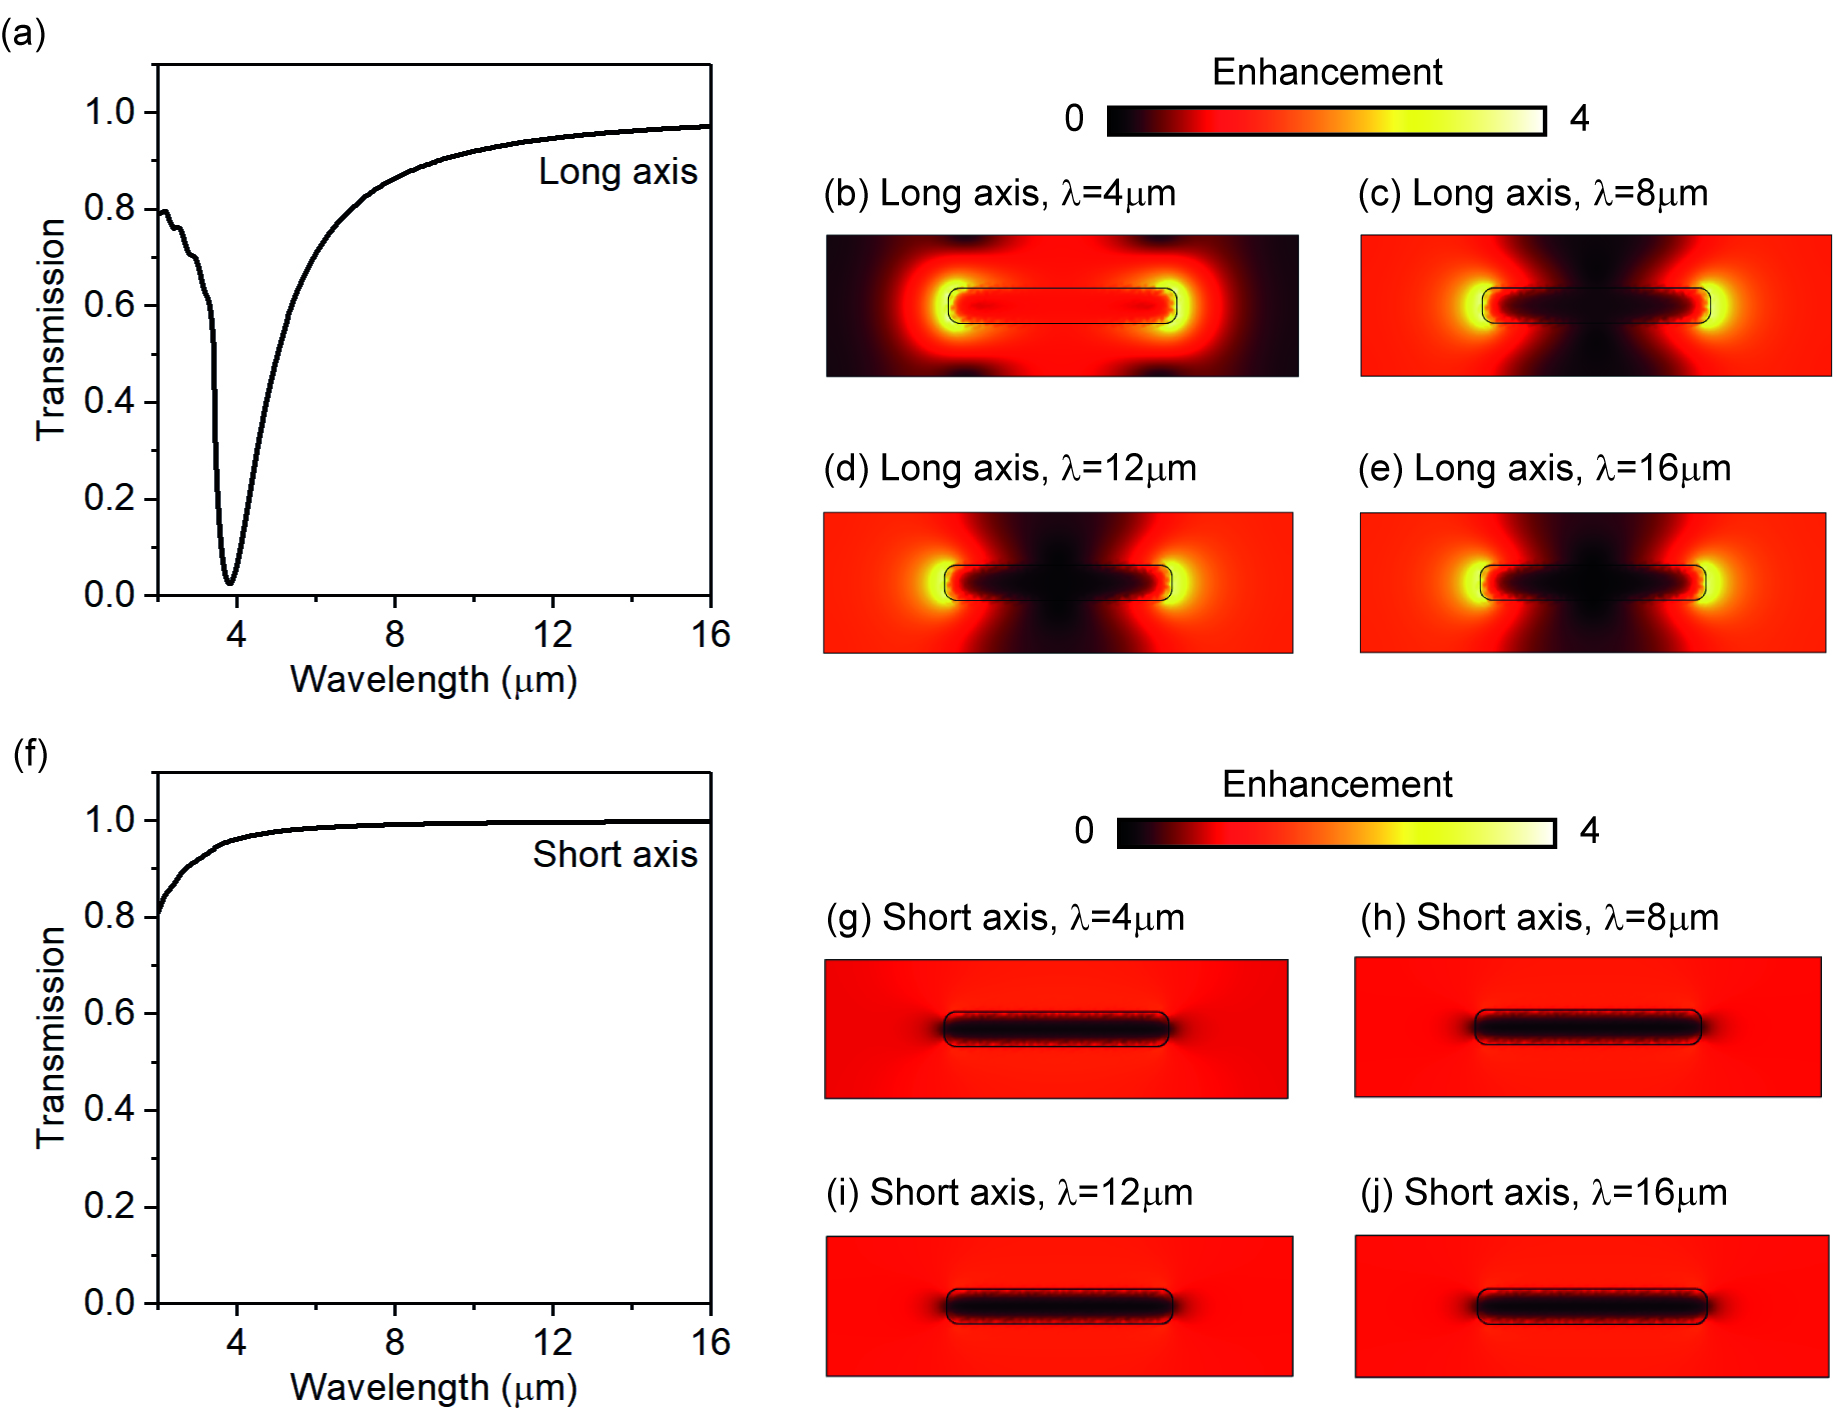 (a)
1.0
0.8
0.6
0.4
0.2
0.0
Transmission
Long axis
4 8 12 16
Wavelength (μm)
Enhancement
0 4
(b) Long axis, λ=4μm
(c) Long axis, λ=8μm
(d) Long axis, λ=12μm
(e) Long axis, λ=16μm
(f)
1.0
0.8
0.6
0.4
0.2
0.0
Transmission
Short axis
4 8 12 16
Wavelength (μm)
Enhancement
0 4
(g) Short axis, λ=4μm
(h) Short axis, λ=8μm
(i) Short axis, λ=12μm
(j) Short axis, λ=16μm